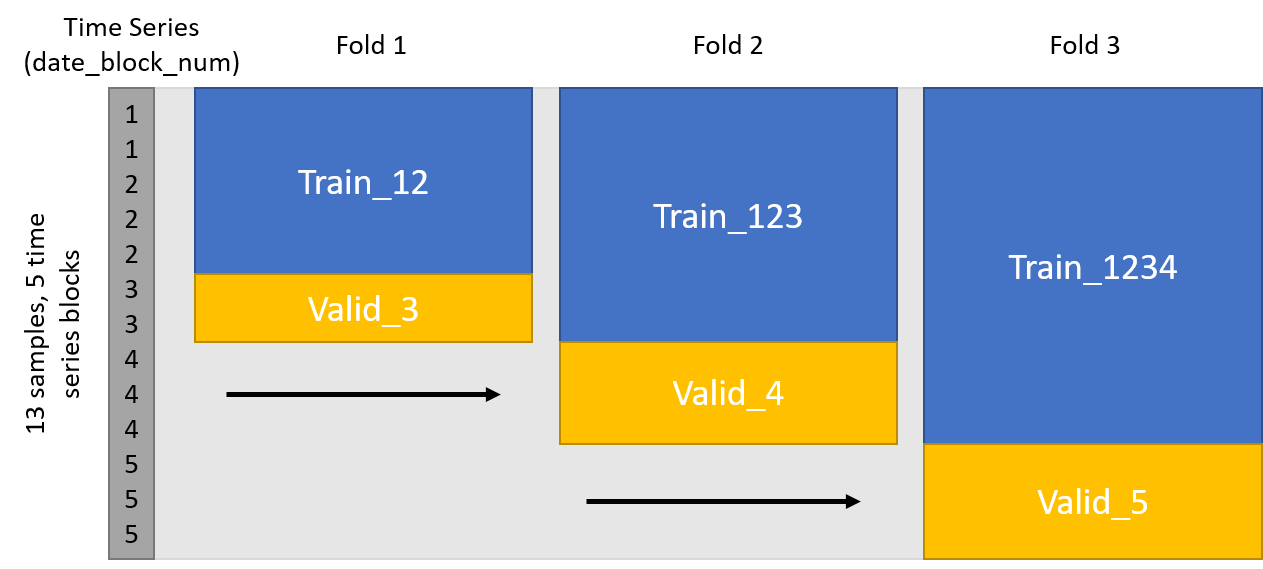 Time Series
(date_block_num)
Fold 1
Fold 2
Fold 3
13 samples, 5 time
series blocks
1
1
2
2
2
3
3
4
4
4
5
5
5
Train_12
Valid_3
Train_123
Valid_4
Train_1234
Valid_5